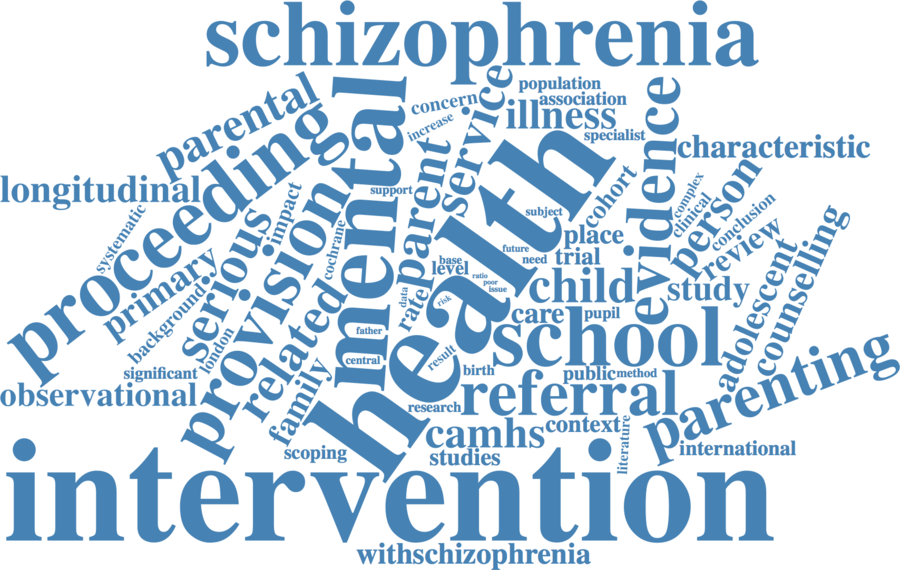 schizophrenia
population
association
concern
increase
service
illness
specialist
parental
proceeding
mental
evidence
characteristic
longitudinal
systematic
impact
support
parent
health
cohort
complex
clinical
person
conclusion
review
subject
place
trial
future
need
cochrane
provisional
serious
primary
background
london
related
base
level
ratio
poor
issue
risk
data
rate
child
study
adolescent
counselling
care
pupil
school
father
central
result
birth
public
method
significant
observational
family
research
referral
parenting
context
camhs
literature
international
scoping
studies
intervention
withschizophrenia